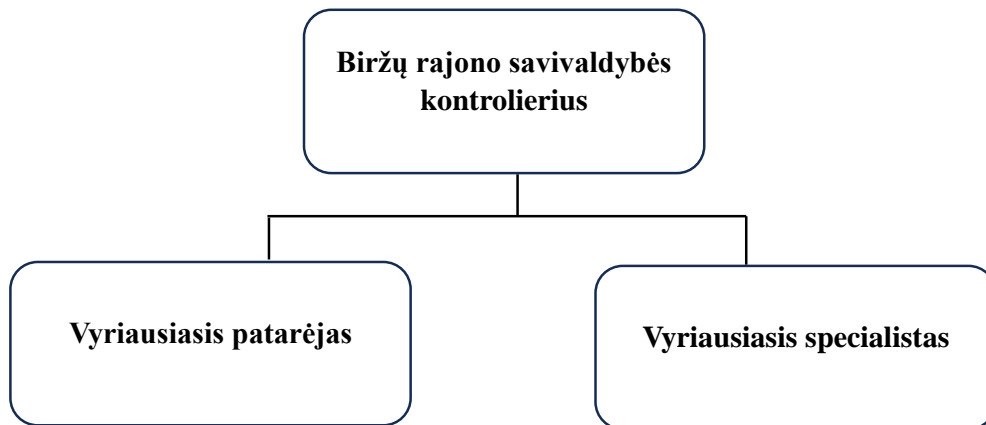 Biržų rajono savivaldybės
kontrolierius
Vyriausiasis patarėjas
Vyriausiasis specialistas